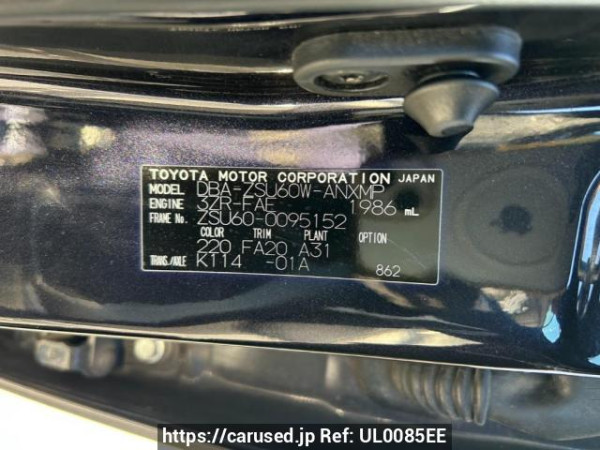 TOYOTA MOTOR CORPORATION JAPAN
MODEL DBA-ZSU60W-ANXMP
ENGINE 3ZR-FAE 1986 mL
FRAME No. ZSU60-0095152
COLOR TRIM PLANT OPTION
220 FA20 A31
TRANS./AXLE K114 -01A 862
https://carused.jp Ref: UL0085EE